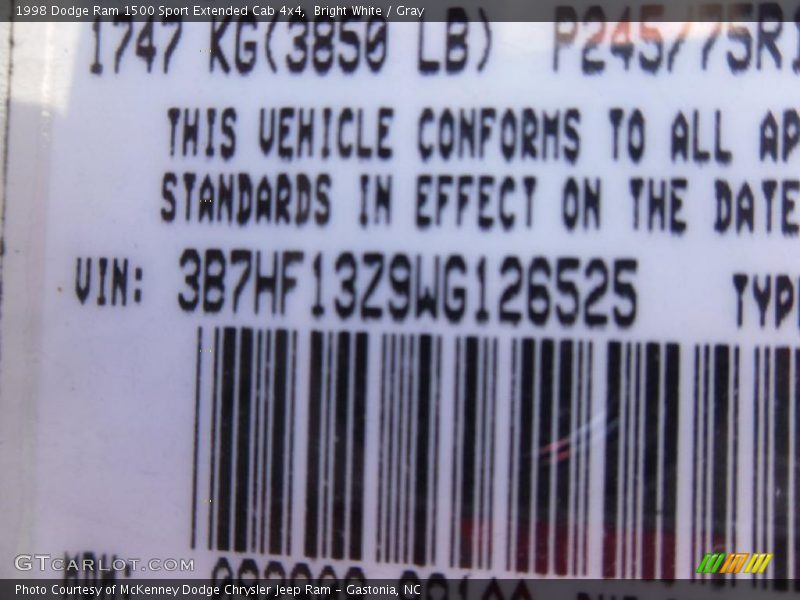 1998 Dodge Ram 1500 Sport Extended Cab 4x4, Bright White / Gray
1747 KG(3850 LB) P245/75R1
THIS VEHICLE CONFORMS TO ALL AP
STANDARDS IN EFFECT ON THE DATE
VIN: 3B7HF13Z9WG126525 TYP
GTCarLot.com
MDH:
Photo Courtesy of McKenney Dodge Chrysler Jeep Ram - Gastonia, NC